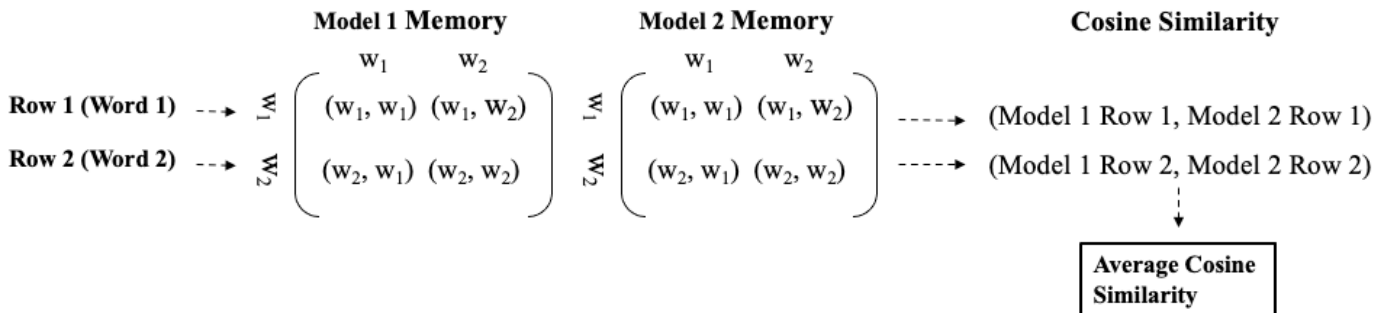 Model 1 Memory Model 2 Memory Cosine Similarity
w₁ w₂ w₁ w₂
Row 1 (Word 1) w₁ (w₁, w₁) (w₁, w₂) w₁ (w₁, w₁) (w₁, w₂) (Model 1 Row 1, Model 2 Row 1)
Row 2 (Word 2) w₂ (w₂, w₁) (w₂, w₂) w₂ (w₂, w₁) (w₂, w₂) (Model 1 Row 2, Model 2 Row 2)
Average Cosine
Similarity